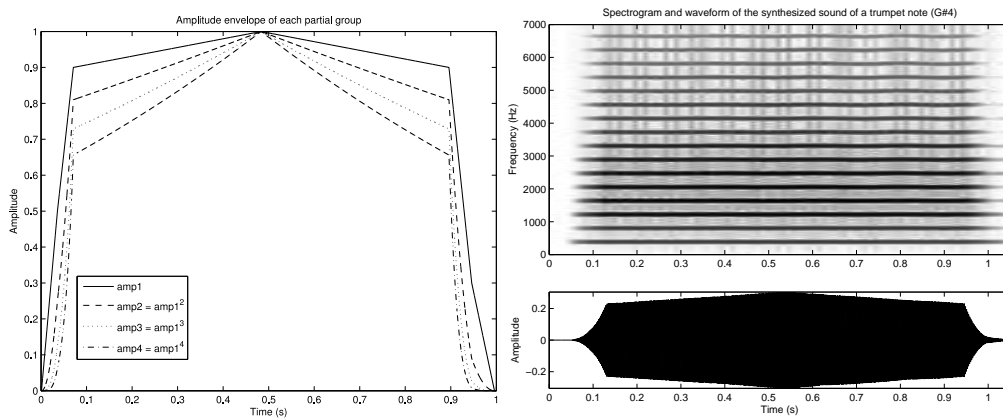 Amplitude envelope of each partial group
1
0.9
0.8
0.7
0.6
0.5
0.4
0.3
0.2
0.1
0
Amplitude
amp1
amp2 = amp1^2
amp3 = amp1^3
amp4 = amp1^4
0 0.1 0.2 0.3 0.4 0.5 0.6 0.7 0.8 0.9 1
Time (s)
Spectrogram and waveform of the synthesized sound of a trumpet note (G#4)
7000
6000
5000
4000
3000
2000
1000
0
Frequency (Hz)
0 0.1 0.2 0.3 0.4 0.5 0.6 0.7 0.8 0.9 1
0.2
0
−0.2
Amplitude
0 0.1 0.2 0.3 0.4 0.5 0.6 0.7 0.8 0.9 1
Time (s)